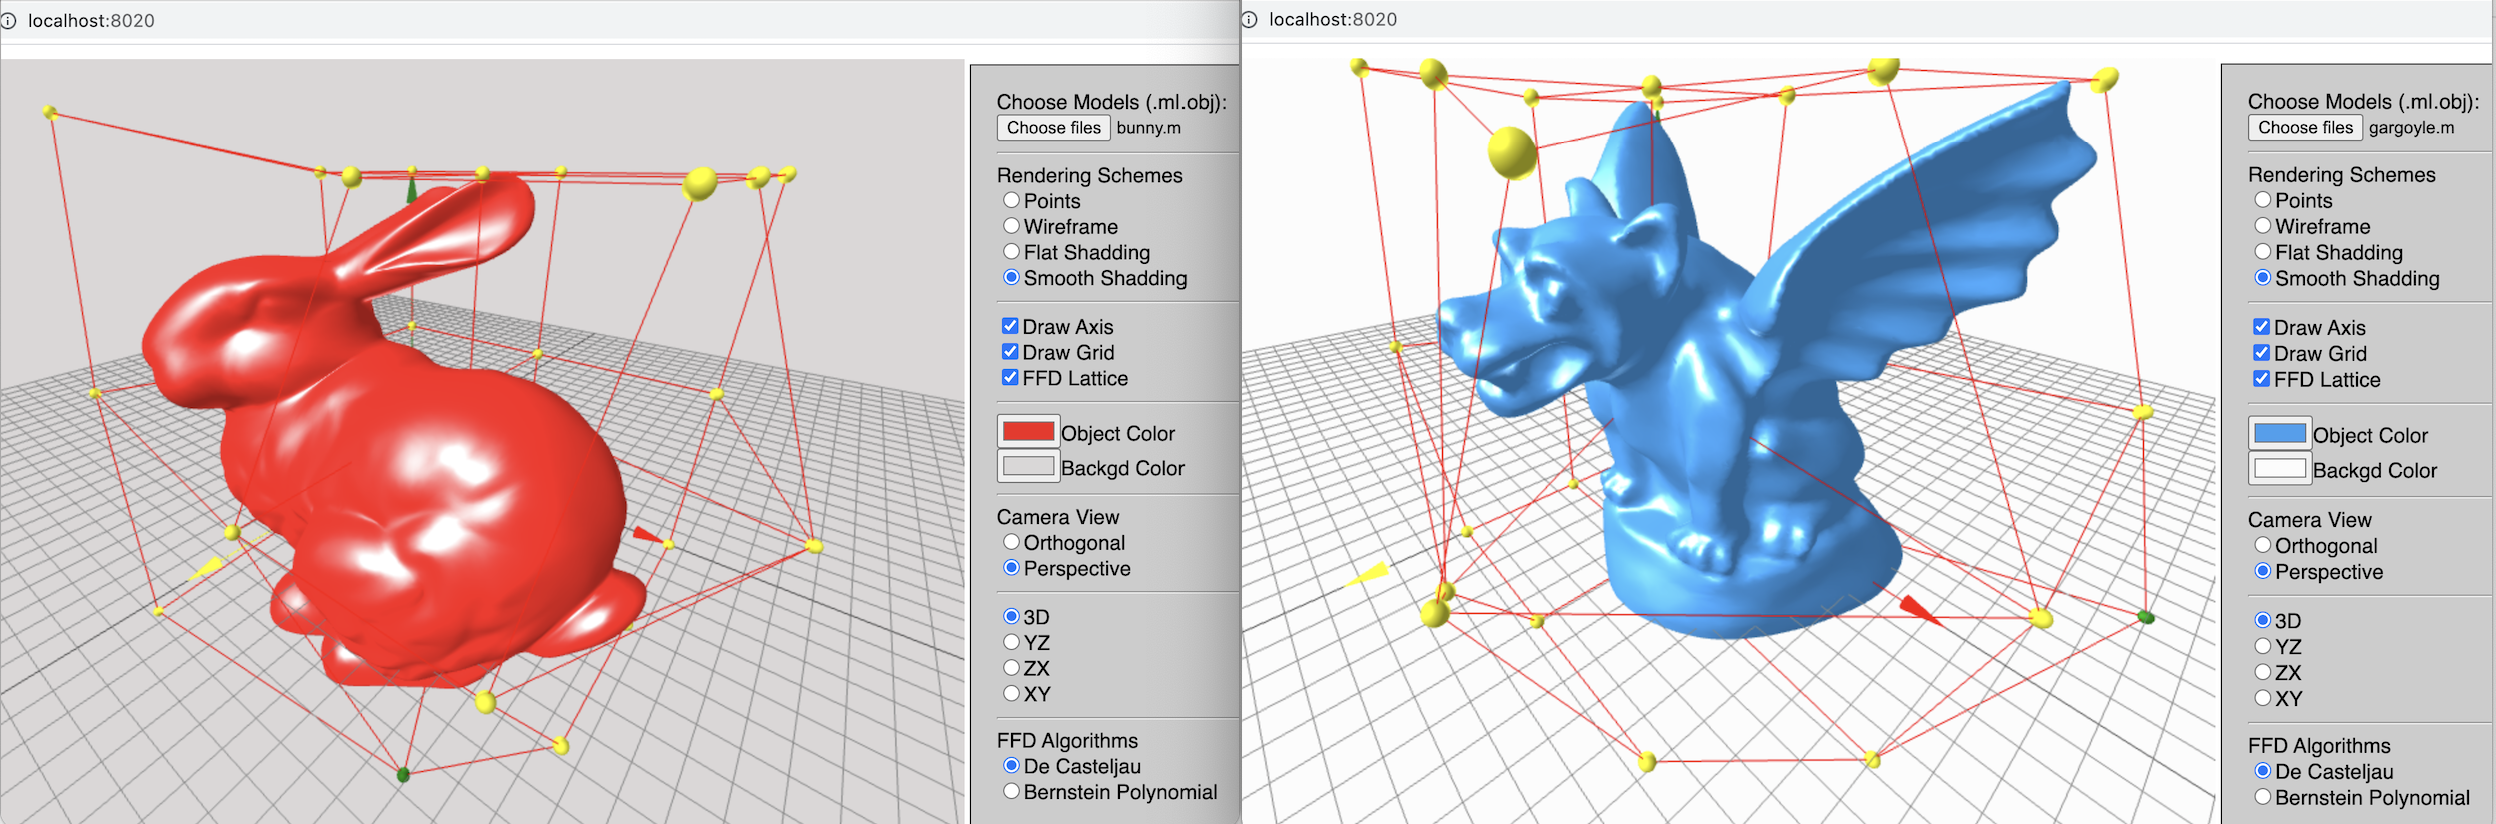 localhost:8020
Choose Models (.ml.obj):
Choose files bunny.m
Rendering Schemes
Points
Wireframe
Flat Shadding
Smooth Shadding
Draw Axis
Draw Grid
FFD Lattice
Object Color
Backgd Color
Camera View
Orthogonal
Perspective
3D
YZ
ZX
XY
FFD Algorithms
De Casteljau
Bernstein Polynomial
localhost:8020
Choose Models (.ml.obj):
Choose files gargoyle.m
Rendering Schemes
Points
Wireframe
Flat Shadding
Smooth Shadding
Draw Axis
Draw Grid
FFD Lattice
Object Color
Backgd Color
Camera View
Orthogonal
Perspective
3D
YZ
ZX
XY
FFD Algorithms
De Casteljau
Bernstein Polynomial